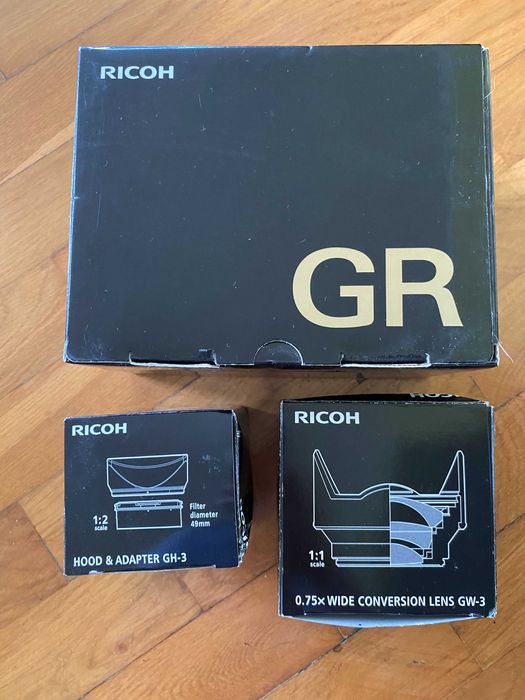 RICOH
GR
RICOH
1:2
scale
Filter
diameter
49mm
HOOD & ADAPTER GH-3
RICOH
RICOH
1:1
scale
0.75× WIDE CONVERSION LENS GW-3